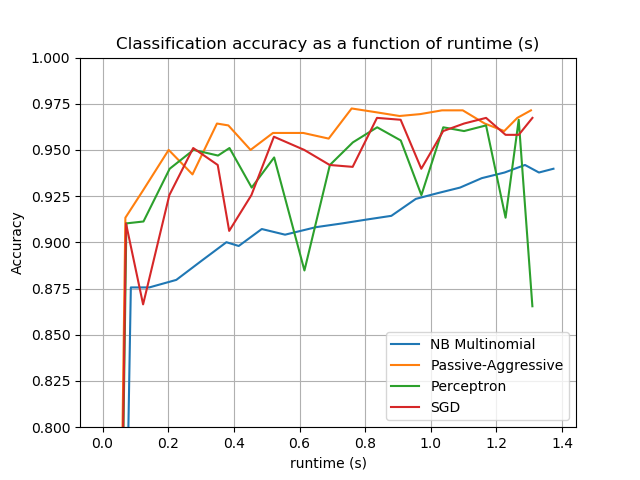 Classification accuracy as a function of runtime (s)
1.000
0.975
0.950
0.925
0.900
0.875
0.850
0.825
0.800
Accuracy
NB Multinomial
Passive-Aggressive
Perceptron
SGD
0.0 0.2 0.4 0.6 0.8 1.0 1.2 1.4
runtime (s)